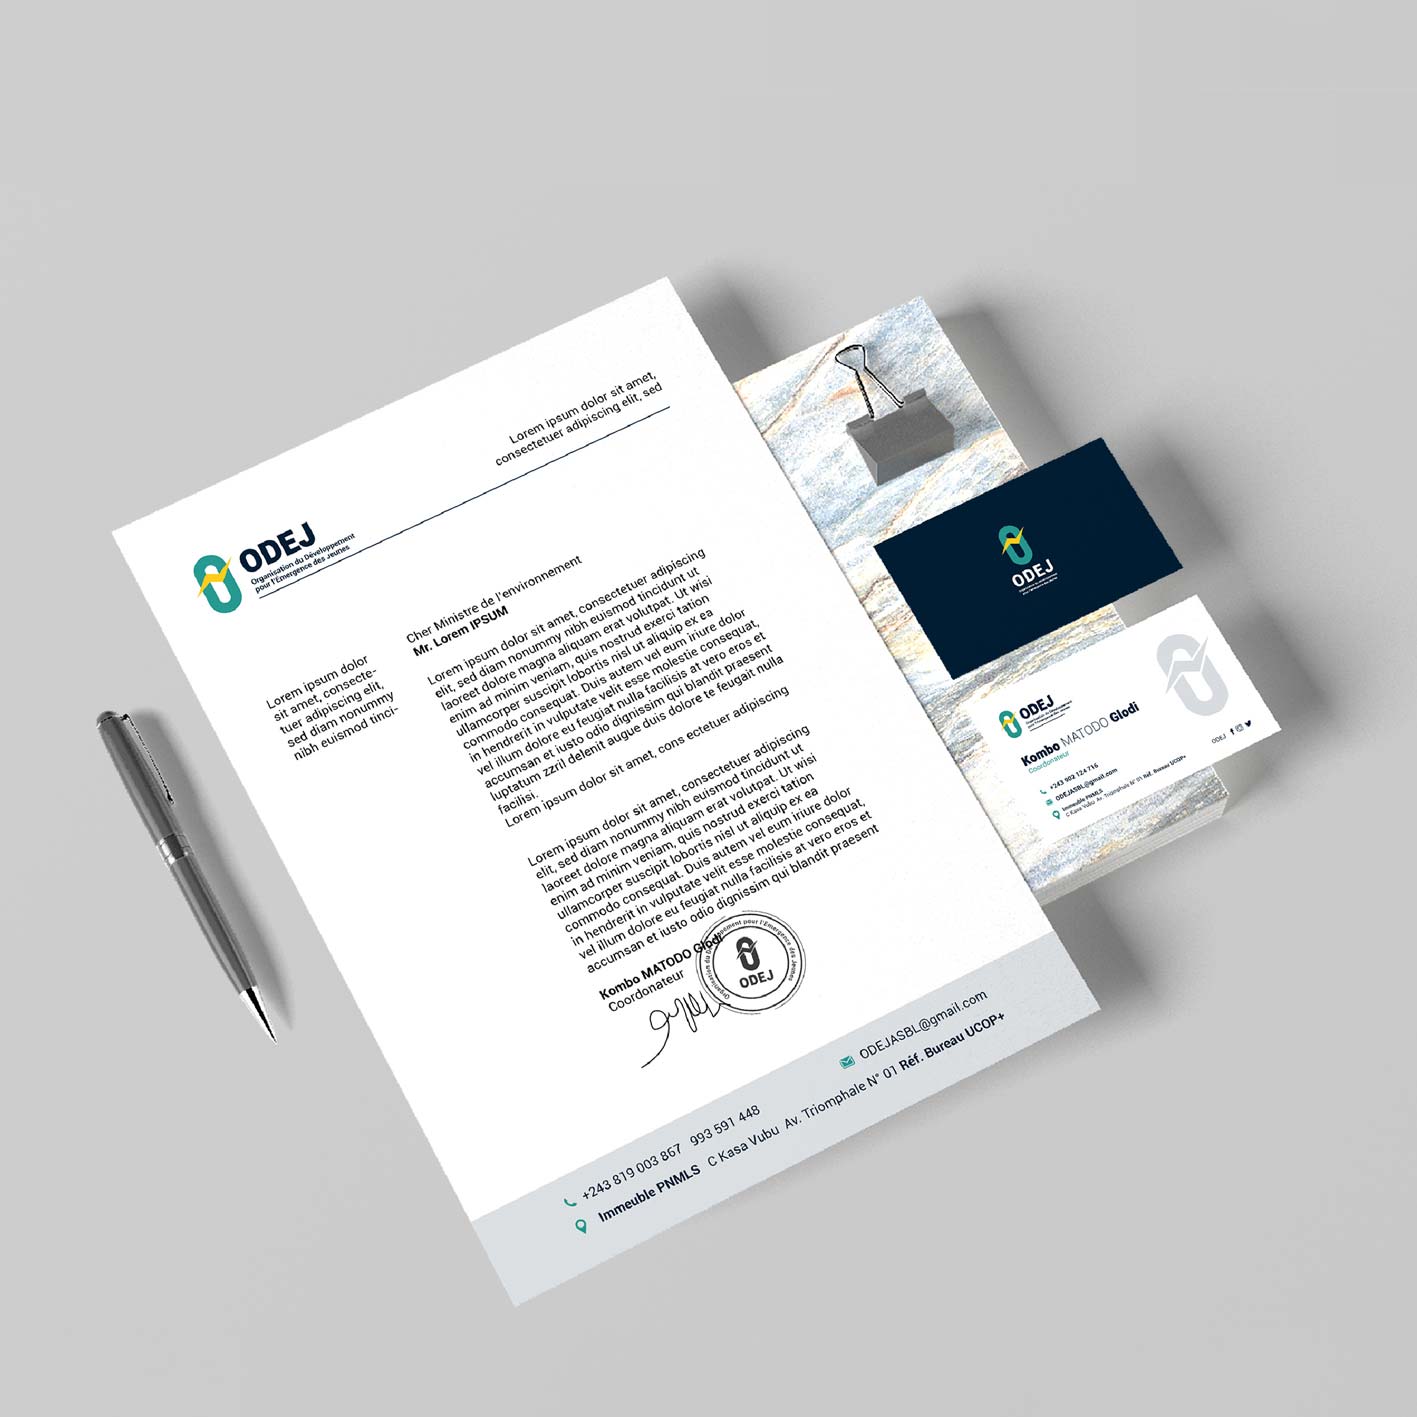 Lorem ipsum dolor sit amet,
consectetuer adipiscing elit, sed
ODEJ
Organisation du Développement
pour l'Émergence des Jeunes
Lorem ipsum dolor
sit amet, consecte-
tuer adipiscing elit,
sed diam nonummy
nibh euismod tinci-
Cher Ministre de l'environnement
Mr. Lorem IPSUM
Lorem ipsum dolor sit amet, consectetuer adipiscing
elit, sed diam nonummy nibh euismod tincidunt ut
laoreet dolore magna aliquam erat volutpat. Ut wisi
enim ad minim veniam, quis nostrud exerci tation
ullamcorper suscipit lobortis nisl ut aliquip ex ea
commodo consequat. Duis autem vel eum iriure dolor
in hendrerit in vulputate velit esse molestie consequat,
vel illum dolore eu feugiat nulla facilisis at vero eros et
accumsan et iusto odio dignissim qui blandit praesent
luptatum zzril delenit augue duis dolore te feugait nulla
facilisi.
Lorem ipsum dolor sit amet, cons ectetuer adipiscing
Lorem ipsum dolor sit amet, consectetuer adipiscing
elit, sed diam nonummy nibh euismod tincidunt ut
laoreet dolore magna aliquam erat volutpat. Ut wisi
enim ad minim veniam, quis nostrud exerci tation
ullamcorper suscipit lobortis nisl ut aliquip ex ea
commodo consequat. Duis autem vel eum iriure dolor
in hendrerit in vulputate velit esse molestie consequat,
vel illum dolore eu feugiat nulla facilisis at vero eros et
accumsan et iusto odio dignissim qui blandit praesent
Kombo MATODO Glodi
Coordonateur
Organisation du Développement pour l'Émergence des Jeunes
ODEJ
+243 819 003 867 993 591 448
ODEJASBL@gmail.com
Immeuble PNMLS C Kasa Vubu Av. Triomphale N° 01 Réf. Bureau UCOP+
ODEJ
ODEJ
Kombo MATODO Glodi
Coordonateur
+243 902 124 716
ODEJASBL@gmail.com
Immeuble PNMLS
C Kasa Vubu Av. Triomphale N° 01 Réf. Bureau UCOP+
ODEJ